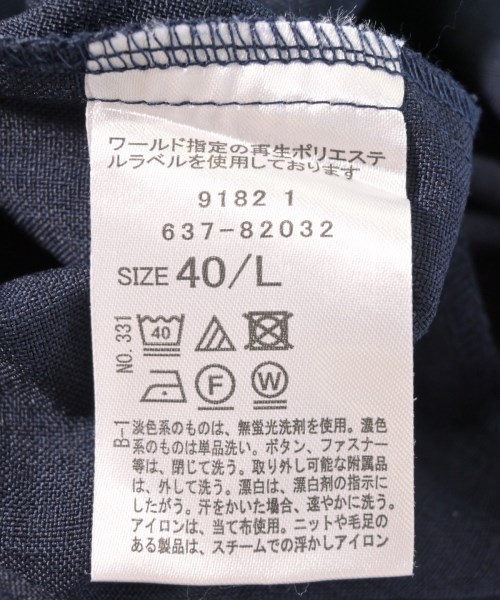 ワールド指定の再生ポリエステ
ルラベルを使用しております
9182 1
637-82032
SIZE 40/L
NO. 331
40
F W
B-1
淡色系のものは、無蛍光洗剤を使用。濃色
系のものは単品洗い。ボタン、ファスナー
等は、閉じて洗う。取り外し可能な附属品
は、外して洗う。漂白は、漂白剤の指示に
したがう。汗をかいた場合、速やかに洗う。
アイロンは、当て布使用。ニットや毛足の
ある製品は、スチームでの浮かしアイロン